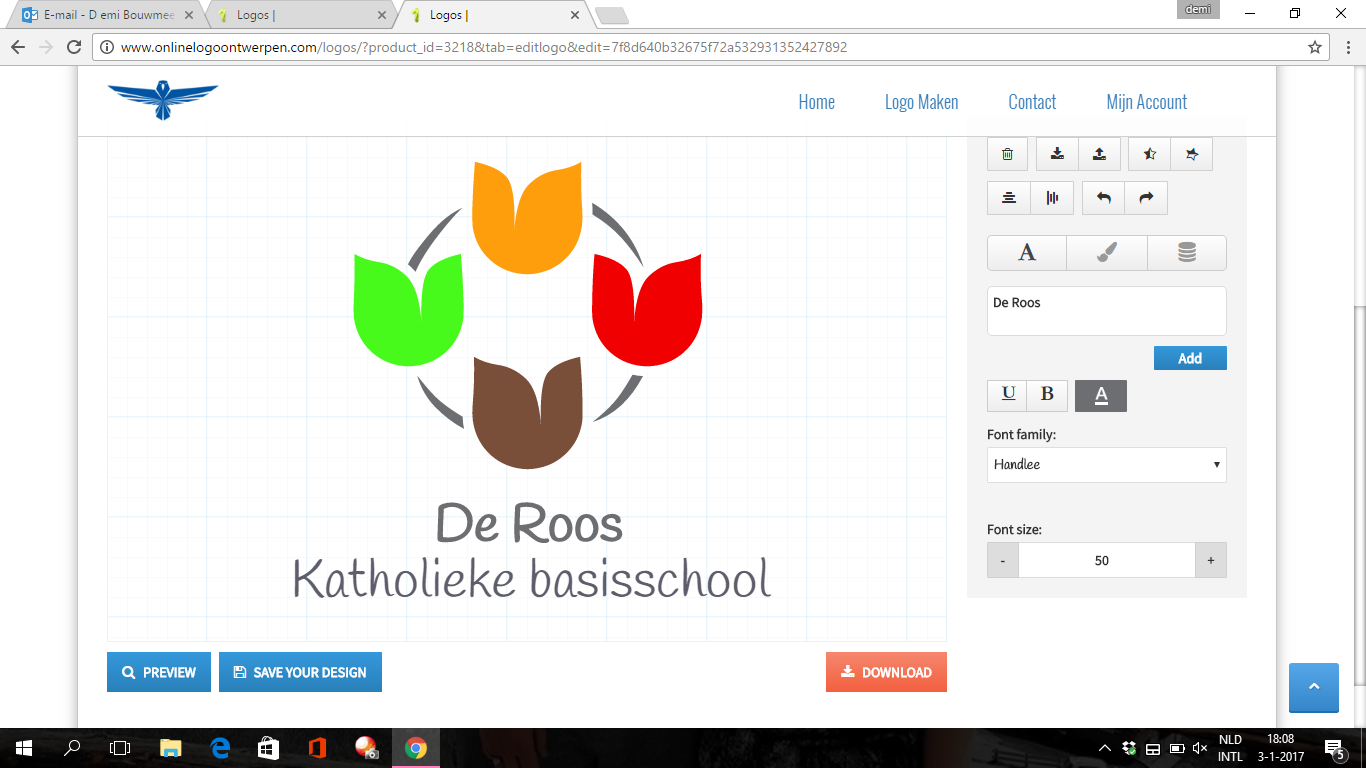 E-mail - D emi Bouwmee
Logos |
Logos |
demi
www.onlinelogoontwerpen.com/logos/?product_id=3218&tab=editlogo&edit=7f8d640b32675f72a532931352427892
Home
Logo Maken
Contact
Mijn Account
A
De Roos
Add
U
B
A
Font family:
Handlee
Font size:
-
50
+
De Roos
Katholieke basisschool
PREVIEW
SAVE YOUR DESIGN
DOWNLOAD
NLD
INTL
18:08
3-1-2017
5